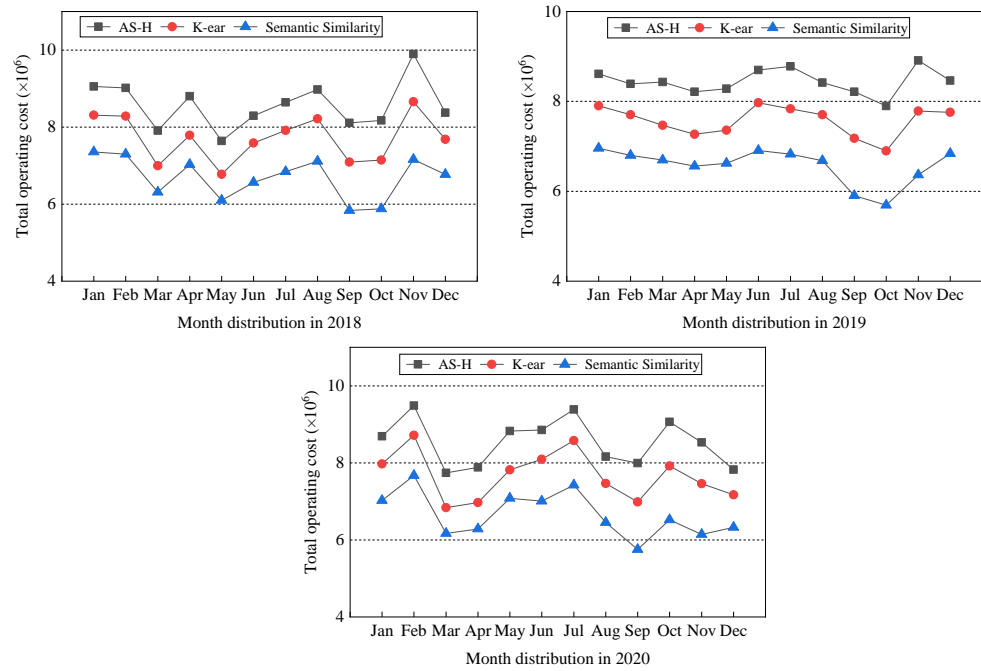 AS-H K-ear Semantic Similarity
Total operating cost (×10⁶)
10
8
6
4
Jan Feb Mar Apr May Jun Jul Aug Sep Oct Nov Dec
Month distribution in 2018
AS-H K-ear Semantic Similarity
Total operating cost (×10⁶)
10
8
6
4
Jan Feb Mar Apr May Jun Jul Aug Sep Oct Nov Dec
Month distribution in 2019
AS-H K-ear Semantic Similarity
Total operating cost (×10⁶)
10
8
6
4
Jan Feb Mar Apr May Jun Jul Aug Sep Oct Nov Dec
Month distribution in 2020